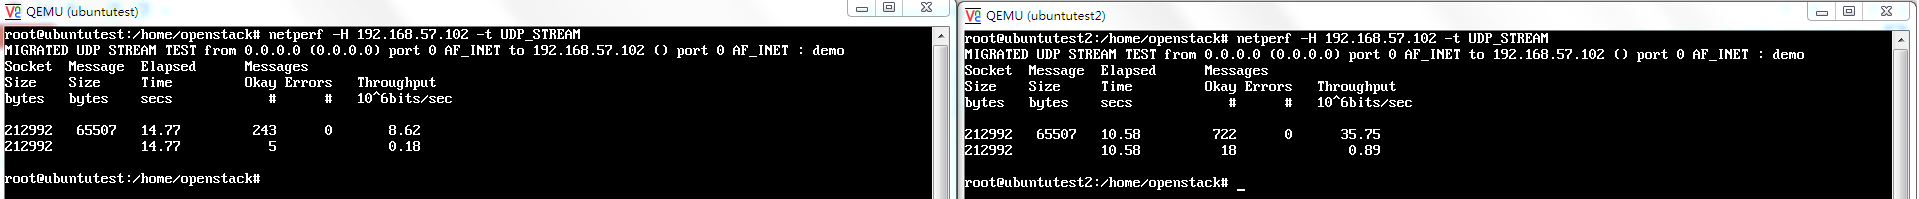 QEMU (ubuntutest)
root@ubuntutest:/home/openstack# netperf -H 192.168.57.102 -t UDP_STREAM
MIGRATED UDP STREAM TEST from 0.0.0.0 (0.0.0.0) port 0 AF_INET to 192.168.57.102 () port 0 AF_INET : demo
Socket Message Elapsed Messages
Size Size Time Okay Errors Throughput
bytes bytes secs # # 10^6bits/sec
212992 65507 14.77 243 0 8.62
212992 14.77 5 0.18
root@ubuntutest:/home/openstack#
QEMU (ubuntutest2)
root@ubuntutest2:/home/openstack# netperf -H 192.168.57.102 -t UDP_STREAM
MIGRATED UDP STREAM TEST from 0.0.0.0 (0.0.0.0) port 0 AF_INET to 192.168.57.102 () port 0 AF_INET : demo
Socket Message Elapsed Messages
Size Size Time Okay Errors Throughput
bytes bytes secs # # 10^6bits/sec
212992 65507 10.58 722 0 35.75
212992 10.58 18 0.89
root@ubuntutest2:/home/openstack# _